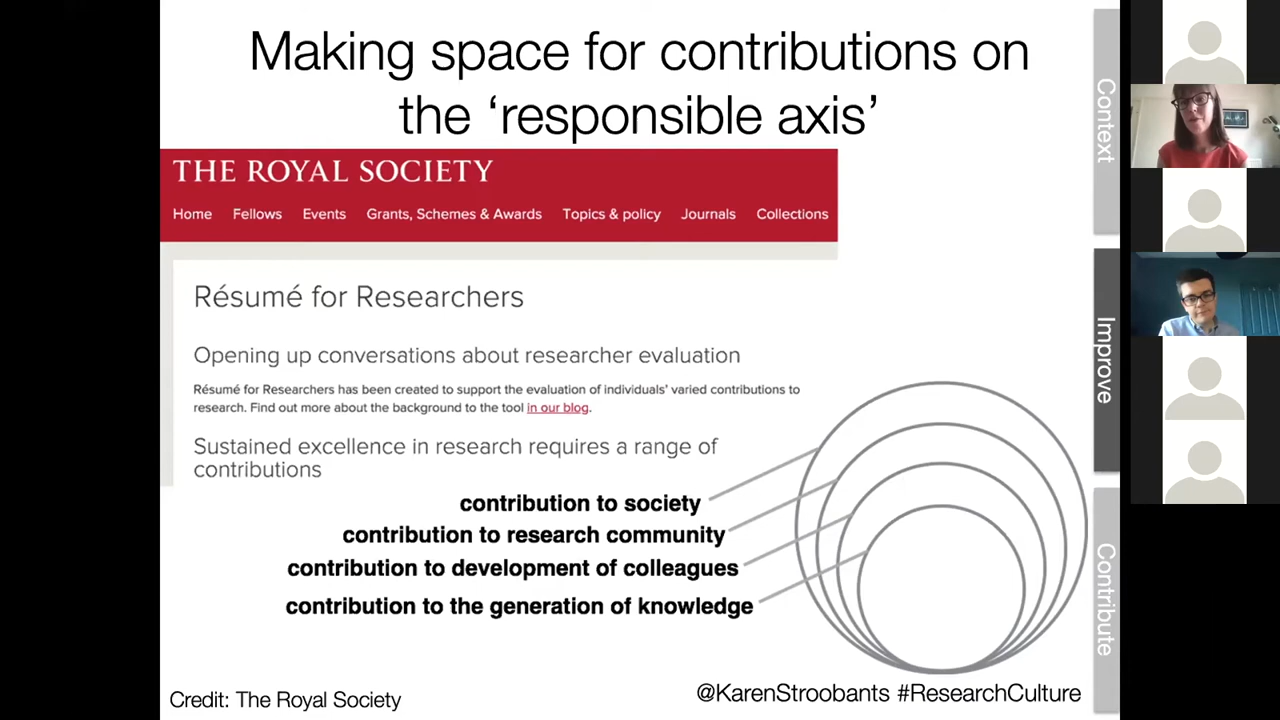 Making space for contributions on
the ‘responsible axis’
THE ROYAL SOCIETY
Home Fellows Events Grants, Schemes & Awards Topics & policy Journals Collections
Résumé for Researchers
Opening up conversations about researcher evaluation
Résumé for Researchers has been created to support the evaluation of individuals’ varied contributions to
research. Find out more about the background to the tool in our blog.
Sustained excellence in research requires a range of
contributions
contribution to society
contribution to research community
contribution to development of colleagues
contribution to the generation of knowledge
Credit: The Royal Society
@KarenStroobants #ResearchCulture
Context
Improve
Contribute